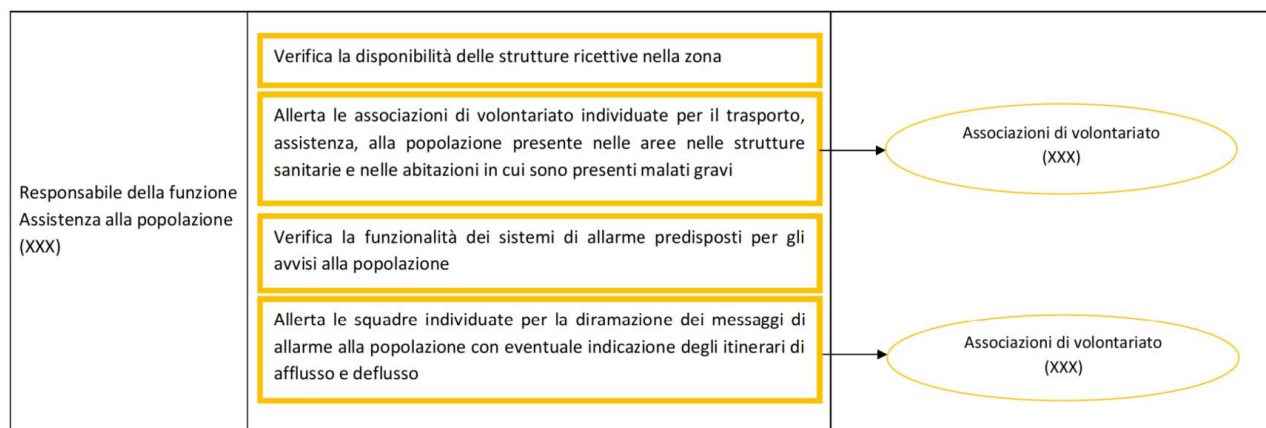 Responsabile della funzione
Assistenza alla popolazione
(XXX)
Verifica la disponibilità delle strutture ricettive nella zona
Allerta le associazioni di volontariato individuate per il trasporto,
assistenza, alla popolazione presente nelle aree nelle strutture
sanitarie e nelle abitazioni in cui sono presenti malati gravi
Associazioni di volontariato
(XXX)
Verifica la funzionalità dei sistemi di allarme predisposti per gli
avvisi alla popolazione
Allerta le squadre individuate per la diramazione dei messaggi di
allarme alla popolazione con eventuale indicazione degli itinerari di
afflusso e deflusso
Associazioni di volontariato
(XXX)